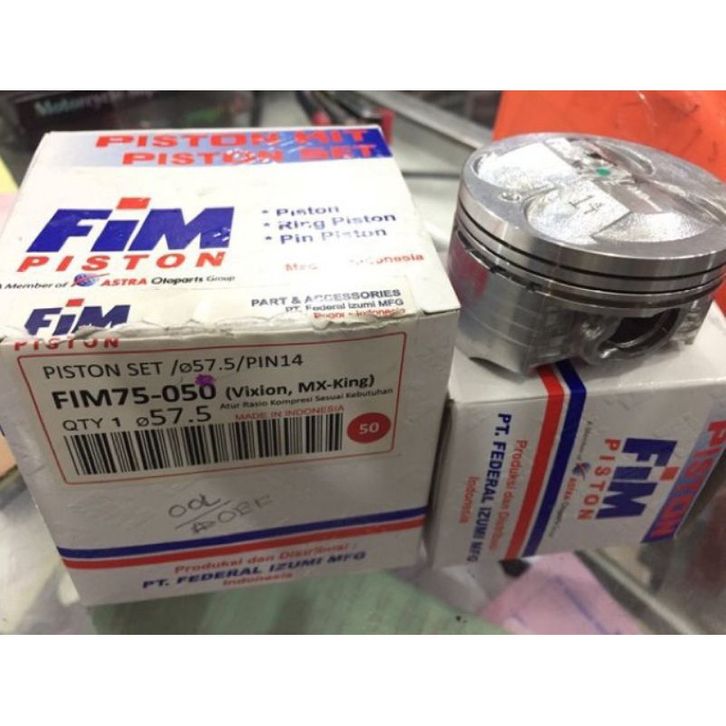 PISTON KIT
PISTON SET
FIM
PISTON
A Member of ASTRA Otoparts Group
* Piston
* Ring Piston
* Pin Piston
Indonesia
PART & ACCESSORIES
PT. Federal Izumi MFG
Indonesia
FIM
PISTON
PISTON SET /ø57.5/PIN14
FIM75-050 (Vixion, MX-King)
Atur Rasio Kompresi Sesuai Kebutuhan
QTY 1 ø57.5
MADE IN INDONESIA
50
Produksi dan Distribusi :
PT. FEDERAL IZUMI MFG
Indonesia
14
PISTON
FIM
PISTON
ASTRA
Produksi dan Distribusi
PT. FEDERAL IZUMI MFG
Indonesia